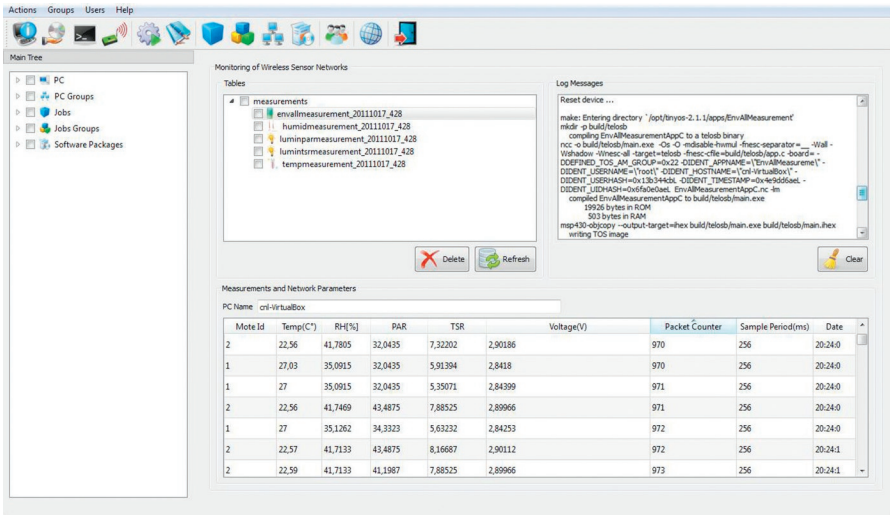 Actions Groups Users Help
Main Tree
PC
PC Groups
Jobs
Jobs Groups
Software Packages
Monitoring of Wireless Sensor Networks
Tables
measurements
envallmeasurement_20111017_428
humidmeasurement_20111017_428
luminparmeasurement_20111017_428
lumintsrmeasurement_20111017_428
tempmeasurement_20111017_428
Delete
Refresh
Log Messages
Reset device ...
make: Entering directory `/opt/tinyos-2.1.1/apps/EnvAllMeasurement'
mkdir -p build/telosb
compiling EnvAllMeasurementAppC to a telosb binary
ncc -o build/telosb/main.exe -Os -O -mdisable-hwmul -fnesc-separator=__ -Wall -
Wshadow -Wnesc-all -target=telosb -fnesc-cfile=build/telosb/app.c -board= -
DDEFINED_TOS_AM_GROUP=0x22 -DIDENT_APPNAME=\"EnvAllMeasureme\" -
DIDENT_USERNAME=\"root\" -DIDENT_HOSTNAME=\"cnl-VirtualBox\" -
DIDENT_USERHASH=0x13b344cbL -DIDENT_TIMESTAMP=0x4e9dd6aeL -
DIDENT_UIDHASH=0x6fa0e0aeL EnvAllMeasurementAppC.nc -lm
compiled EnvAllMeasurementAppC to build/telosb/main.exe
19926 bytes in ROM
503 bytes in RAM
msp430-objcopy --output-target=ihex build/telosb/main.exe build/telosb/main.ihex
writing TOS image
Clear
Measurements and Network Parameters
PC Name cnl-VirtualBox
Mote Id Temp(C°) RH[%] PAR TSR Voltage(V) Packet Counter Sample Period(ms) Date
2 22,56 41,7805 32,0435 7,32202 2,90186 970 256 20:24:0
1 27,03 35,0915 32,0435 5,91394 2,8418 970 256 20:24:0
1 27 35,0915 32,0435 5,35071 2,84399 971 256 20:24:0
2 22,56 41,7469 43,4875 7,88525 2,89966 971 256 20:24:0
1 27 35,1262 34,3323 5,63232 2,84253 972 256 20:24:0
2 22,57 41,7133 43,4875 8,16687 2,90112 972 256 20:24:1
2 22,59 41,7133 41,1987 7,88525 2,89966 973 256 20:24:1